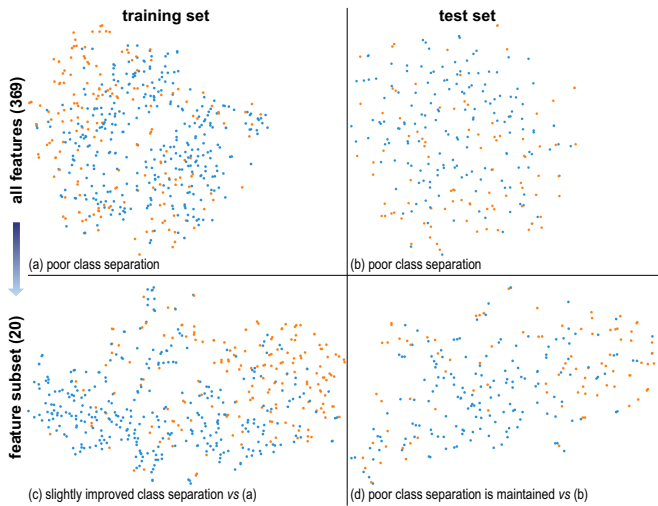 training set
test set
all features (369)
(a) poor class separation
(b) poor class separation
feature subset (20)
(c) slightly improved class separation vs (a)
(d) poor class separation is maintained vs (b)